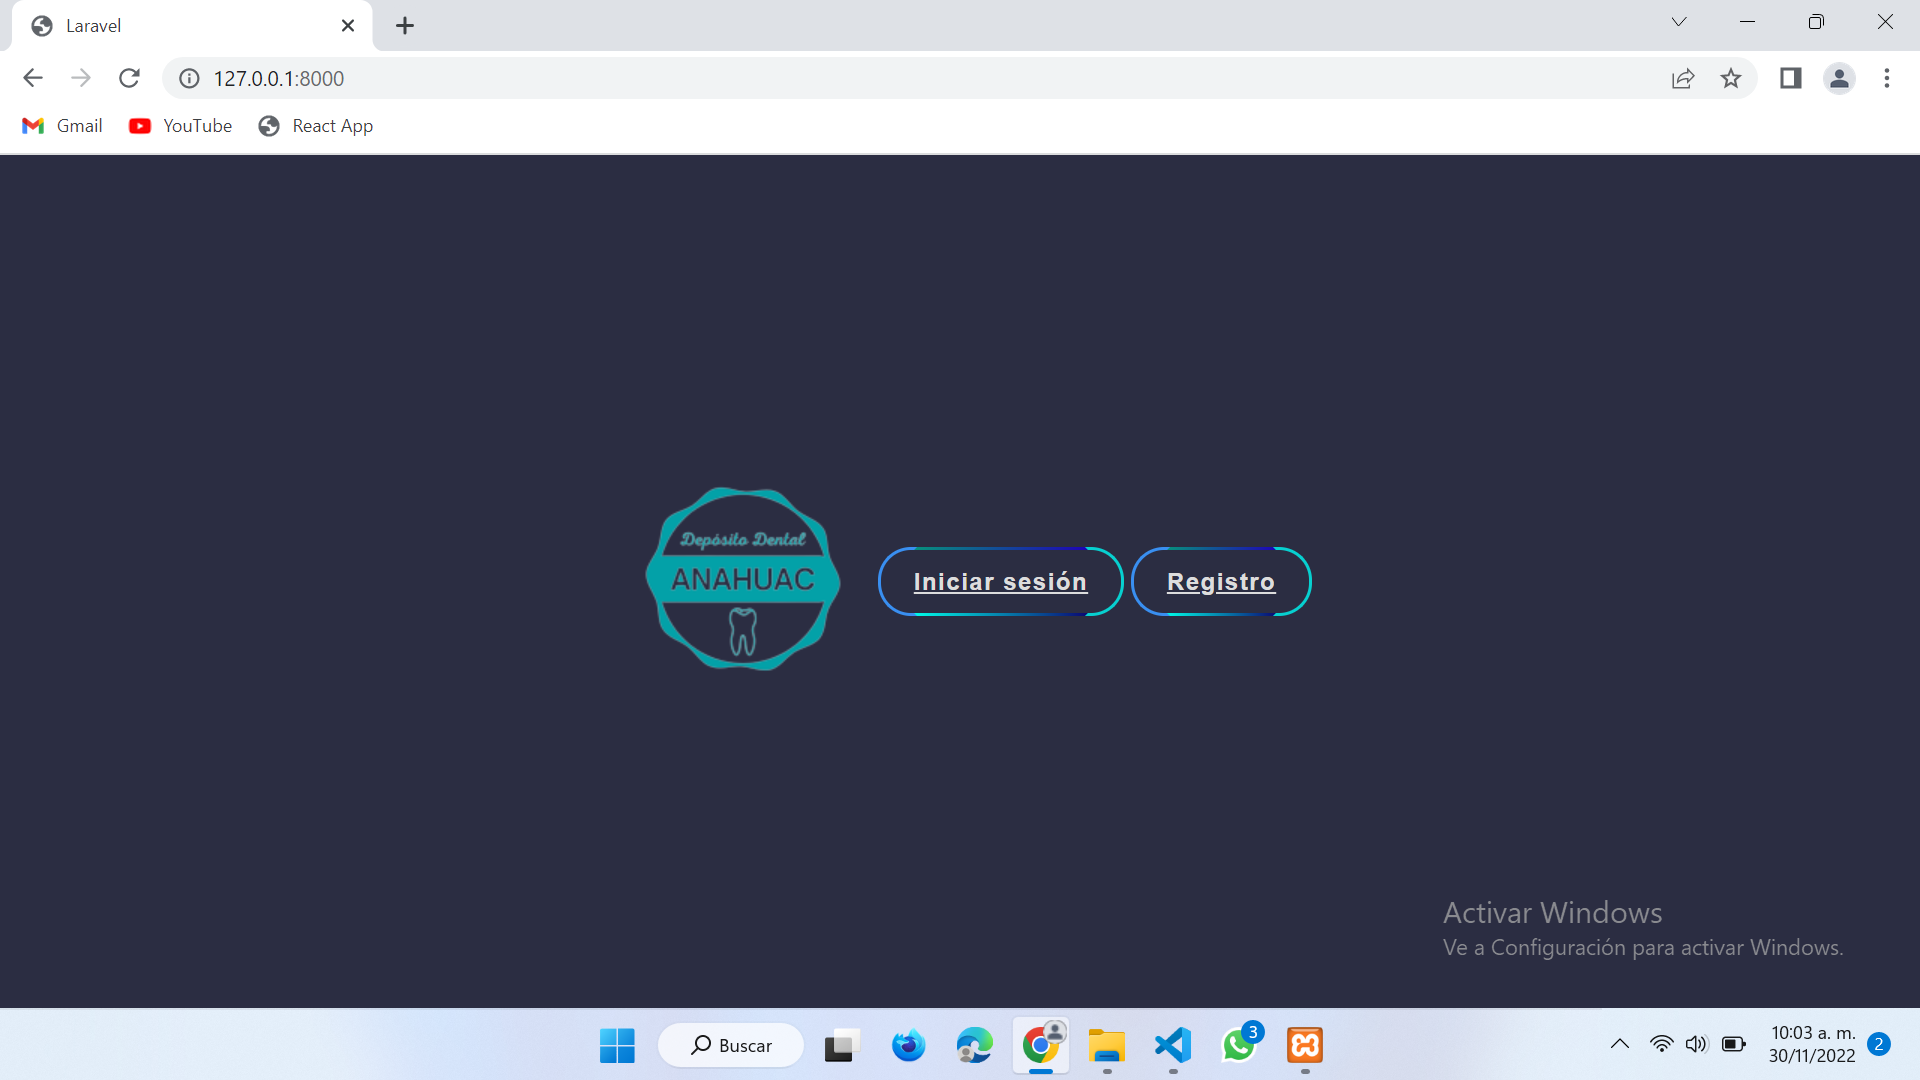 Laravel
127.0.0.1:8000
Gmail
YouTube
React App
Depósito Dental
ANAHUAC
Iniciar sesión
Registro
Activar Windows
Ve a Configuración para activar Windows.
Buscar
3
10:03 a. m.
30/11/2022
2